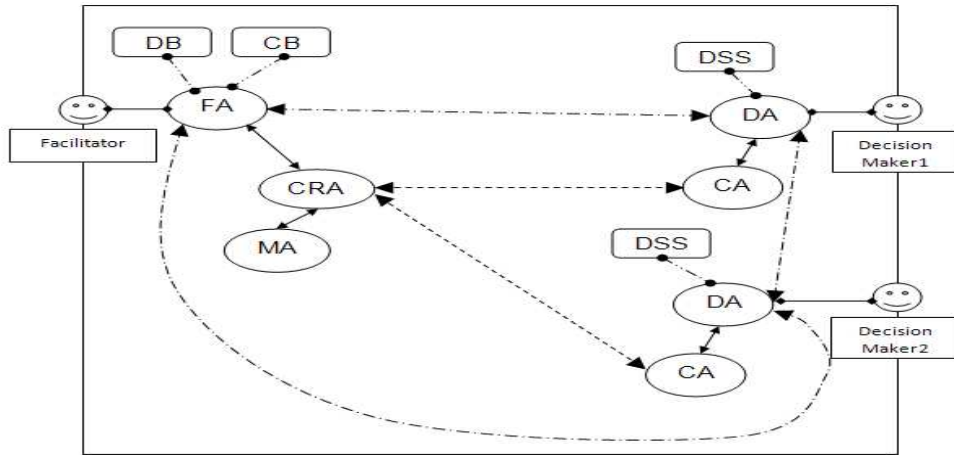 DB
CB
DSS
FA
DA
Facilitator
Decision
Maker1
CRA
CA
MA
DSS
DA
Decision
Maker2
CA